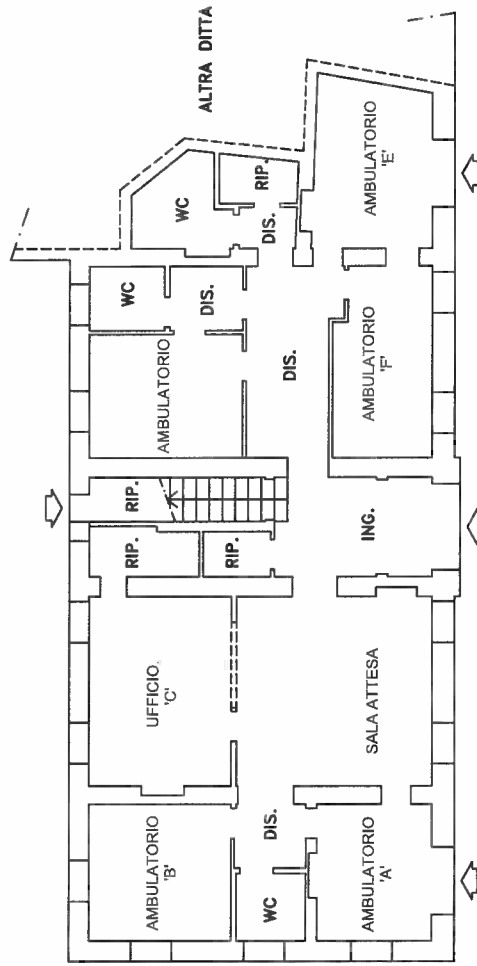 ALTRA DITTA
WC
RIP.
DIS.
AMBULATORIO
'E'
WC
DIS.
AMBULATORIO
DIS.
AMBULATORIO
'F'
RIP.
RIP.
RIP.
ING.
UFFICIO
'C'
SALA ATTESA
AMBULATORIO
'B'
DIS.
WC
AMBULATORIO
'A'